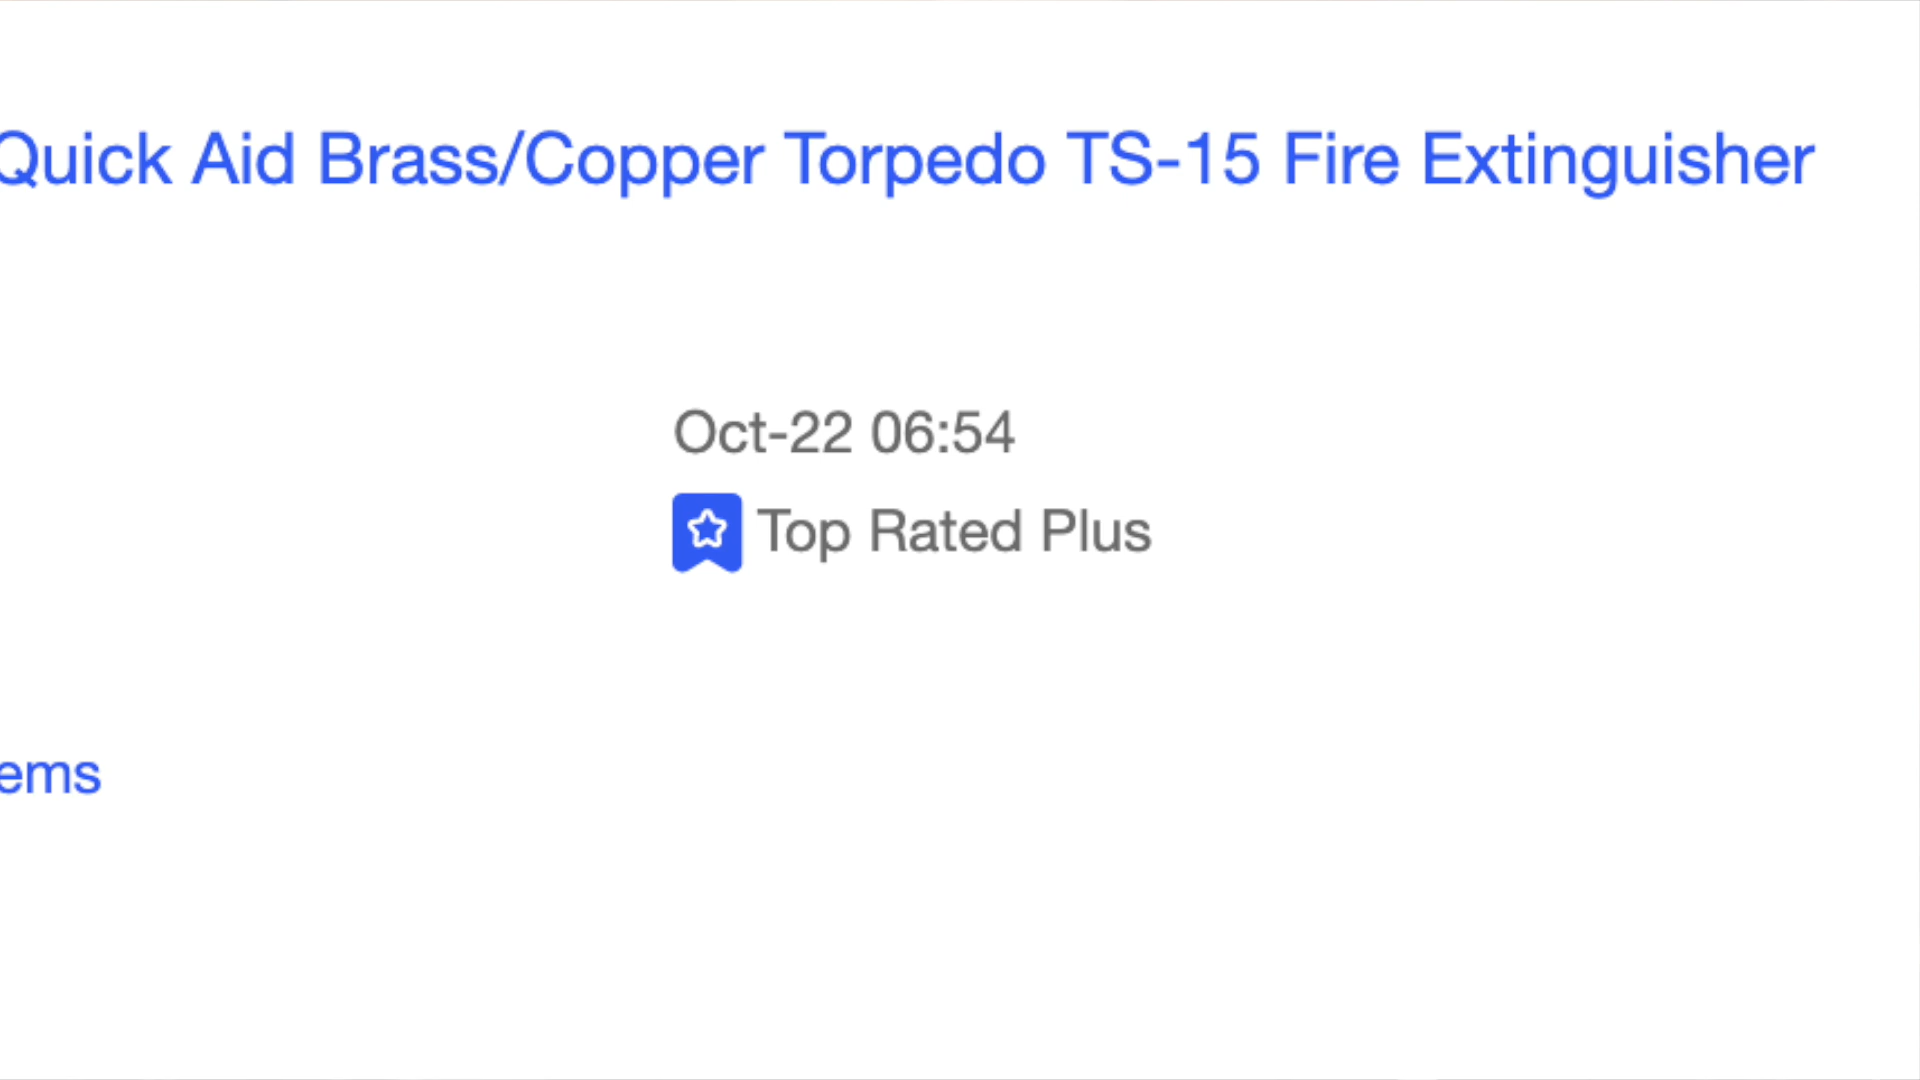 Quick Aid Brass/Copper Torpedo TS-15 Fire Extinguisher
Oct-22 06:54
Top Rated Plus
ems